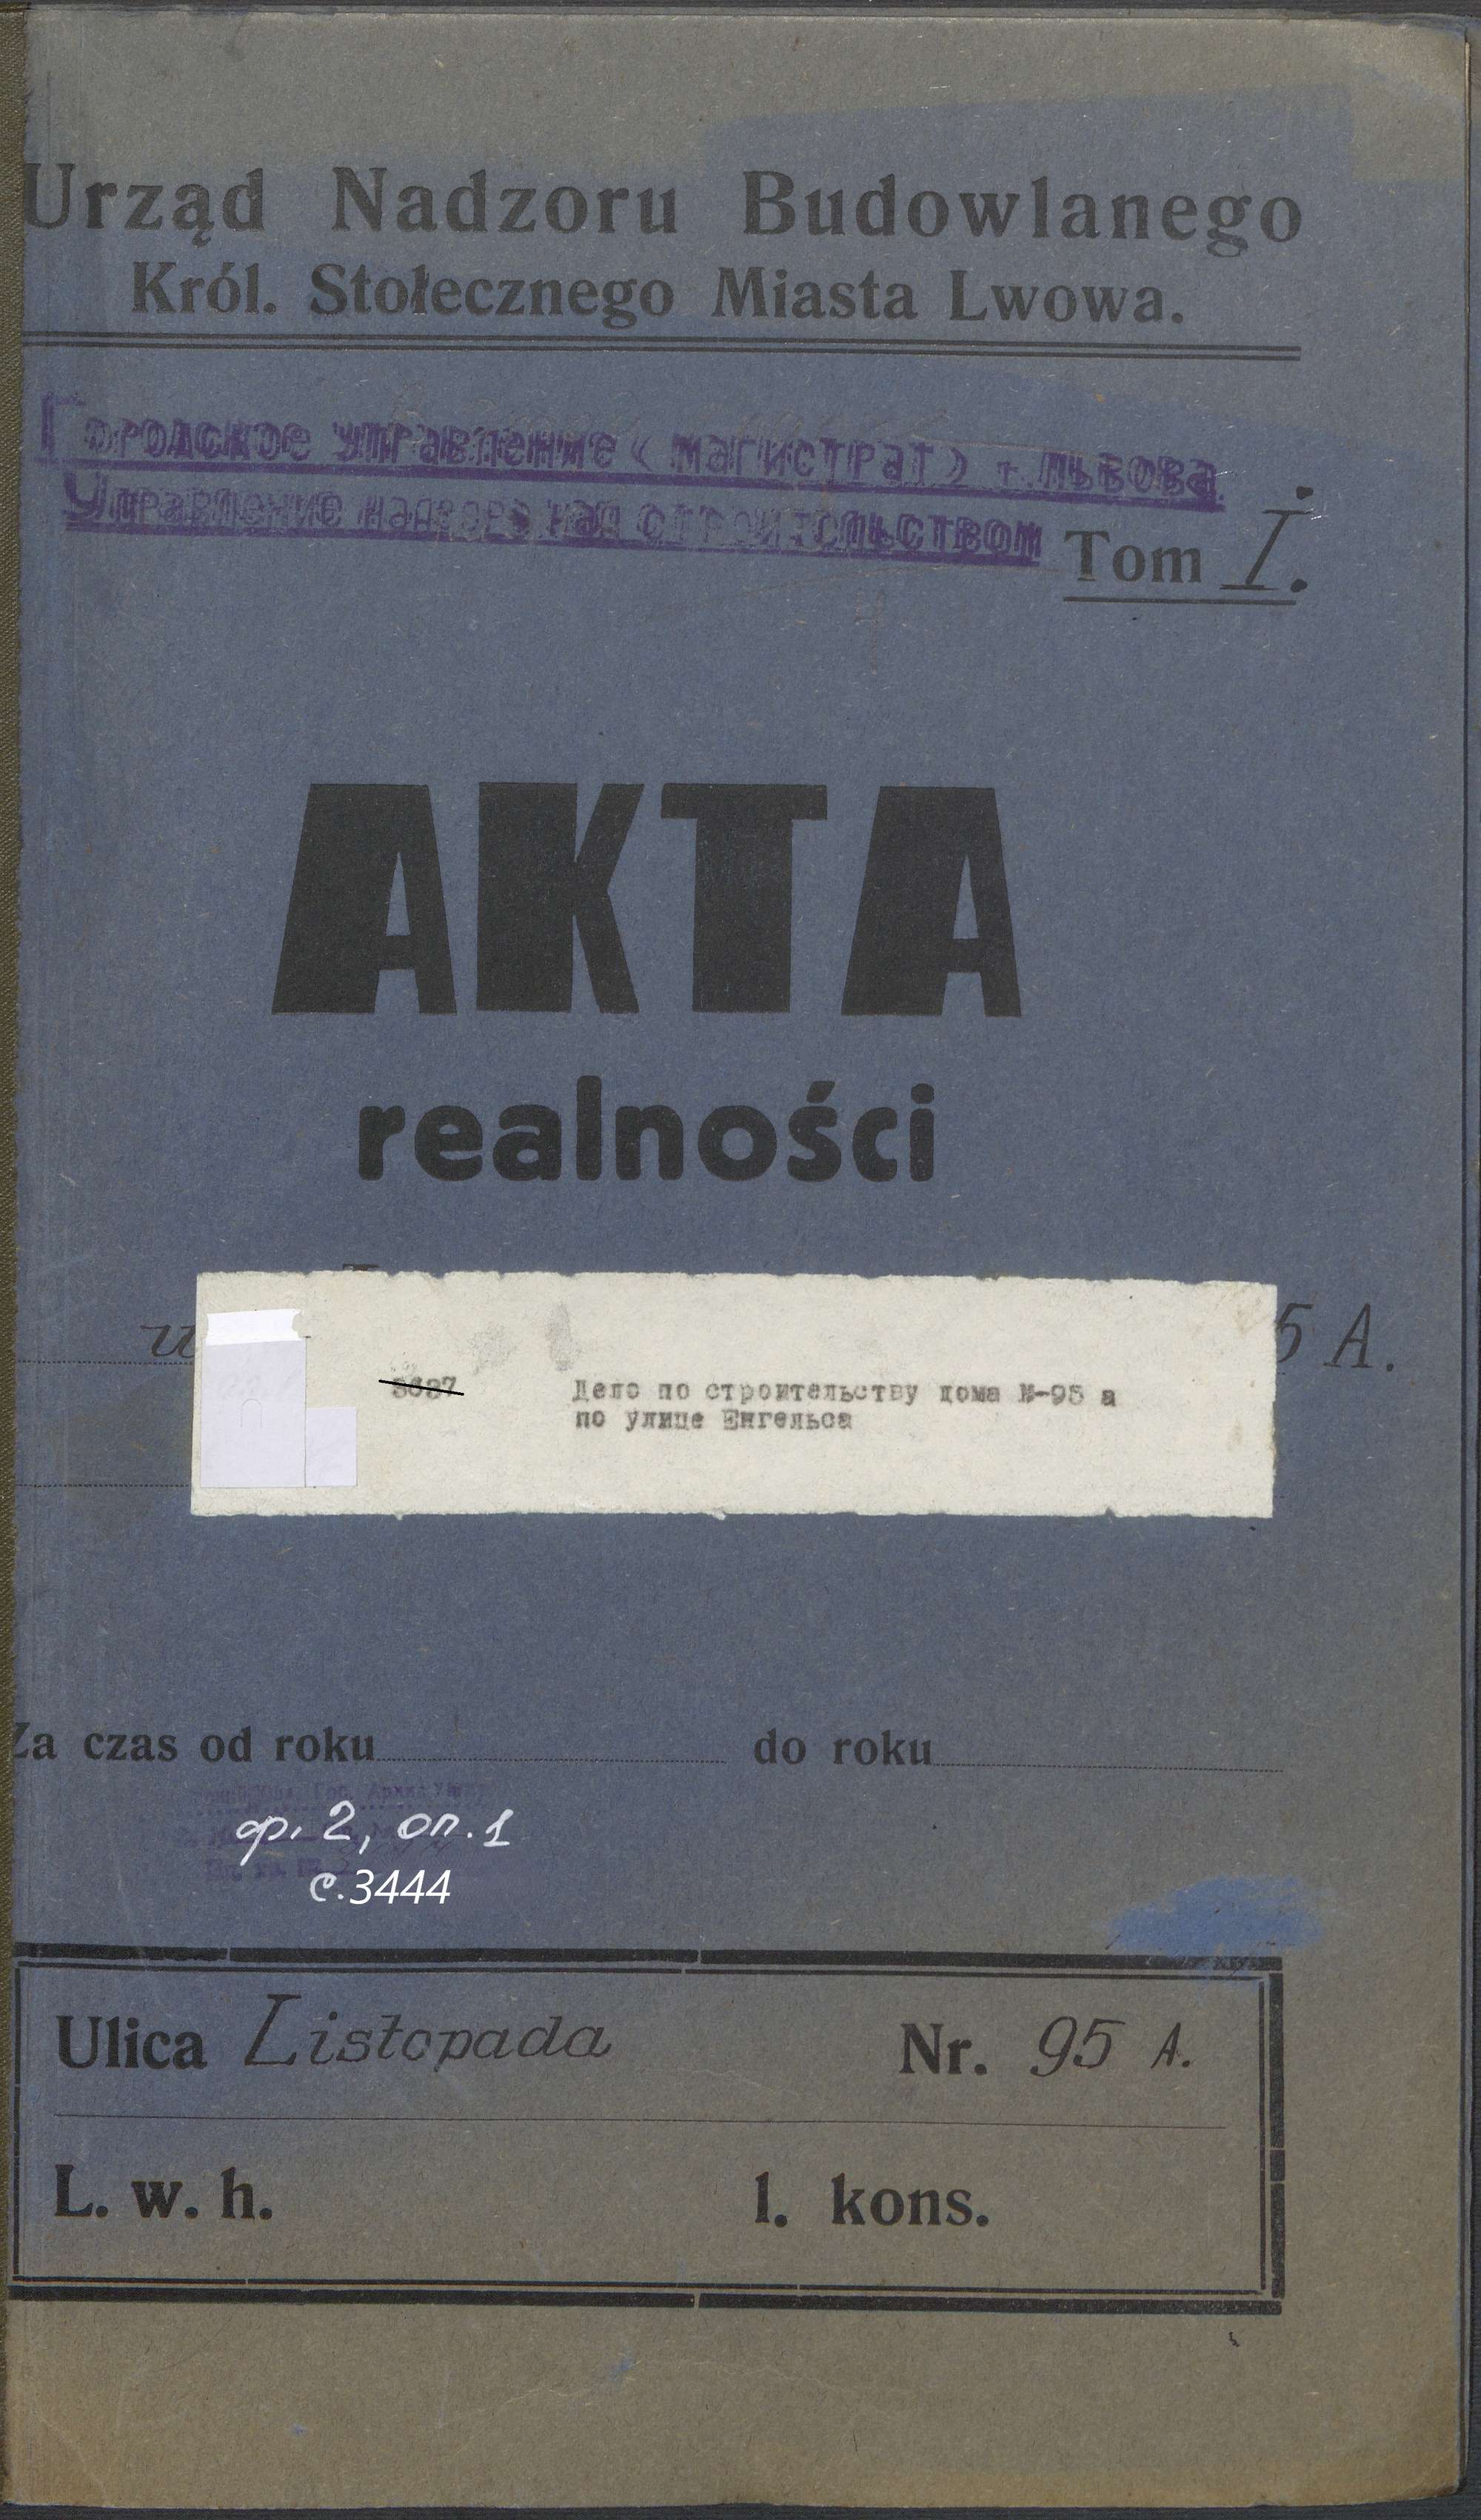 Urząd Nadzoru Budowlanego
Król. Stołecznego Miasta Lwowa.
Городское управление (магистрат) г. Львова
Управление надзора над строительством
Tom I.
AKTA
realności
5 A.
3637 Дело по строительству дома №-95 а
по улице Енгельса
Za czas od roku do roku
ф. 2, оп. 1
с. 3444
Ulica Listopada Nr. 95 A.
L. w. h. l. kons.